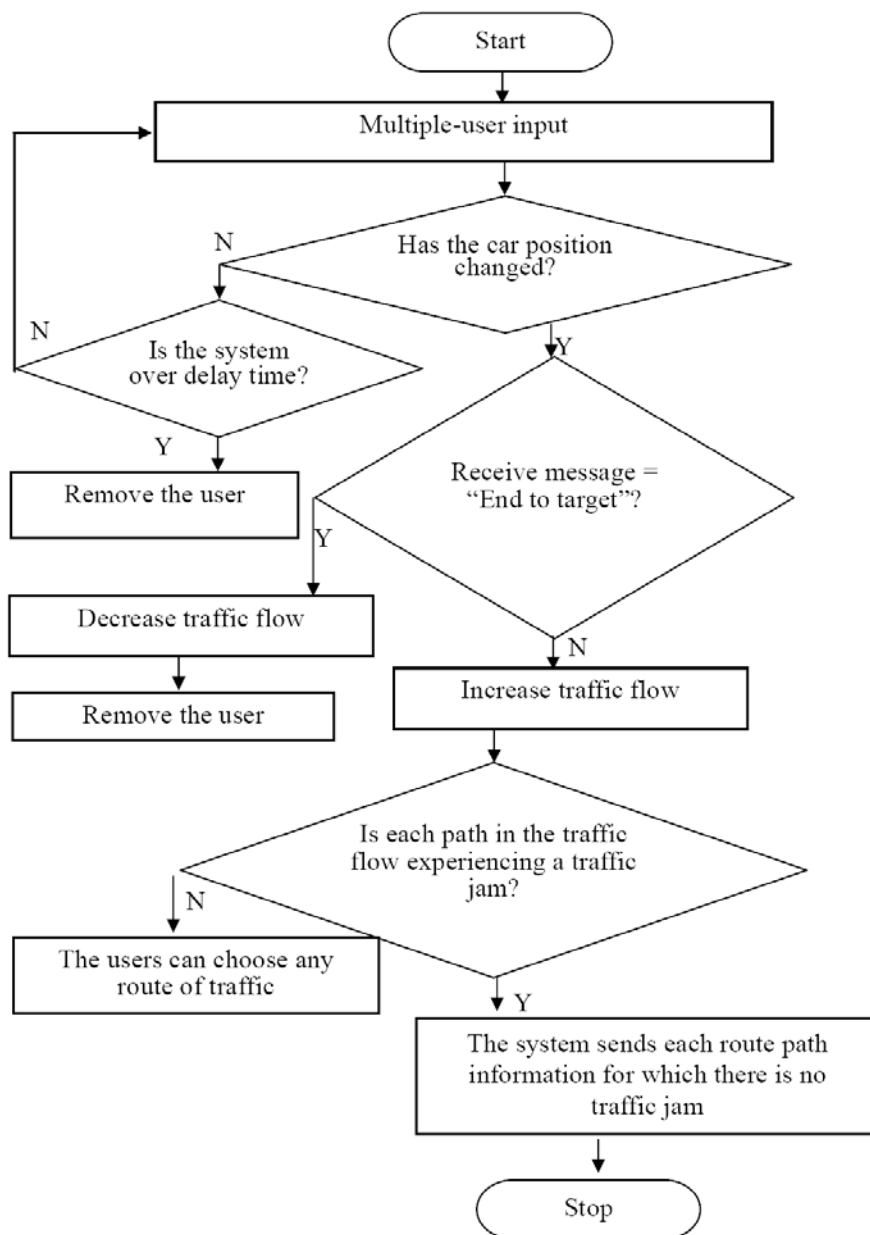 Start
Multiple-user input
N
Has the car position
changed?
N
Is the system
over delay time?
Y
Y
Remove the user
Receive message =
“End to target”?
Y
Decrease traffic flow
N
Remove the user
Increase traffic flow
Is each path in the traffic
flow experiencing a traffic
jam?
N
The users can choose any
route of traffic
Y
The system sends each route path
information for which there is no
traffic jam
Stop